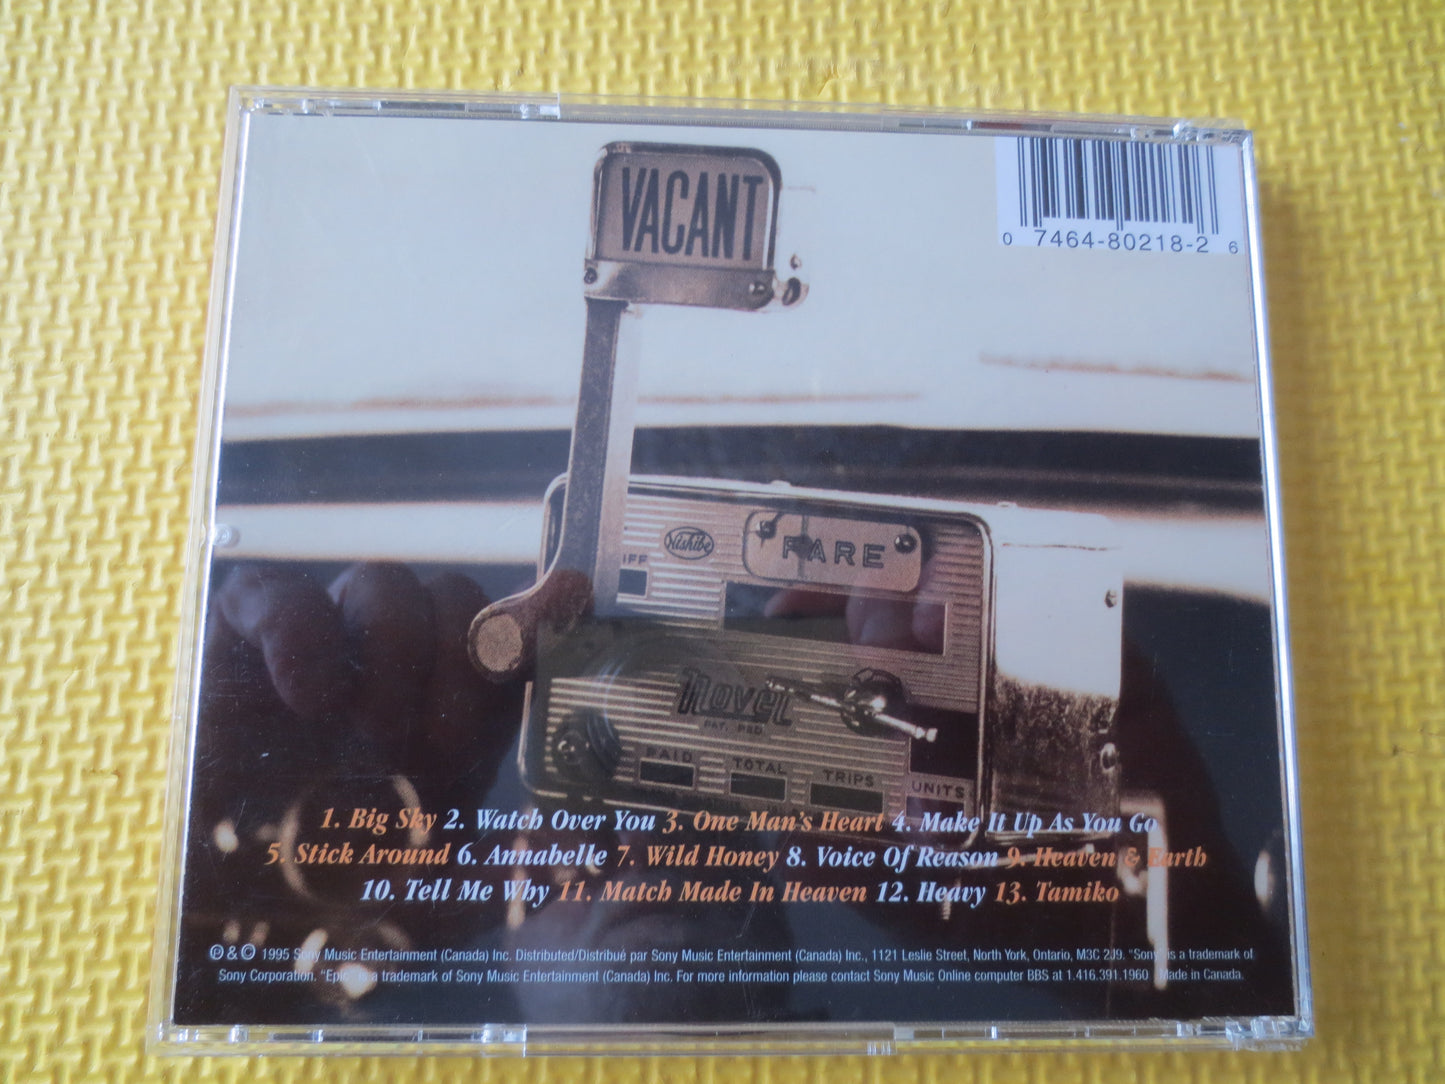 VACANT
0 7464-80218-2 6
Nishibe
FARE
IFF
Novel
PAT. P&D.
PAID
TOTAL
TRIPS
UNITS
1. Big Sky 2. Watch Over You 3. One Man's Heart 4. Make It Up As You Go
5. Stick Around 6. Annabelle 7. Wild Honey 8. Voice Of Reason 9. Heaven & Earth
10. Tell Me Why 11. Match Made In Heaven 12. Heavy 13. Tamiko
℗ & © 1995 Sony Music Entertainment (Canada) Inc. Distributed/Distribué par Sony Music Entertainment (Canada) Inc., 1121 Leslie Street, North York, Ontario, M3C 2J9. "Sony" is a trademark of
Sony Corporation. "Epic" is a trademark of Sony Music Entertainment (Canada) Inc. For more information please contact Sony Music Online computer BBS at 1.416.391.1960 . Made in Canada.